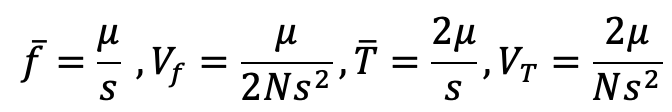 f̄ = μ/s , V_f = μ/2Ns², T̄ = 2μ/s, V_T = 2μ/Ns²